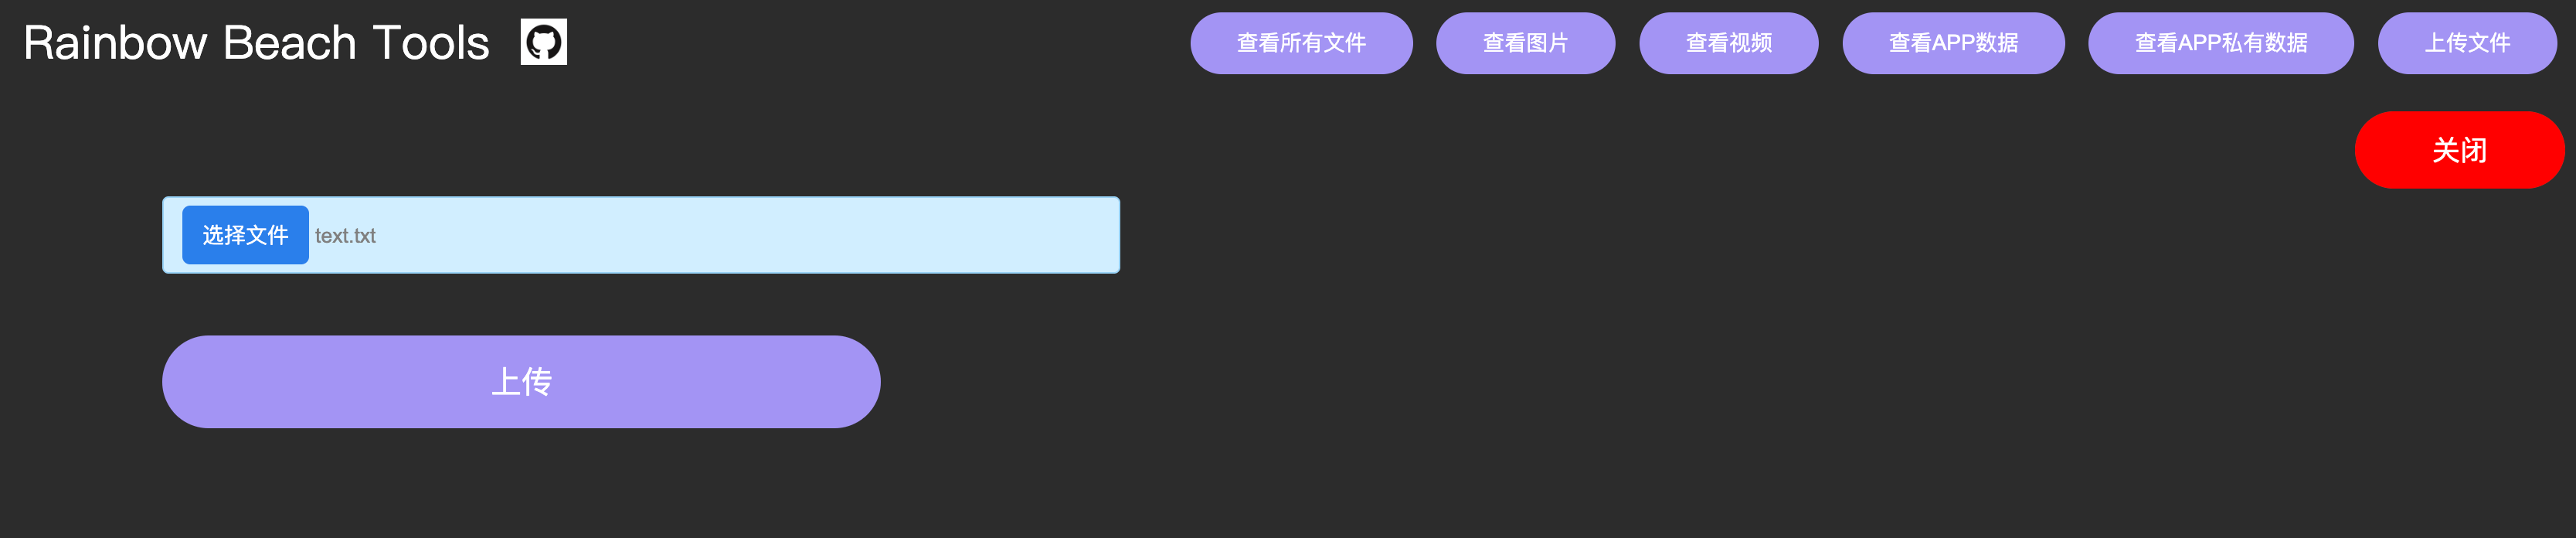 Rainbow Beach Tools
查看所有文件
查看图片
查看视频
查看APP数据
查看APP私有数据
上传文件
关闭
选择文件 text.txt
上传